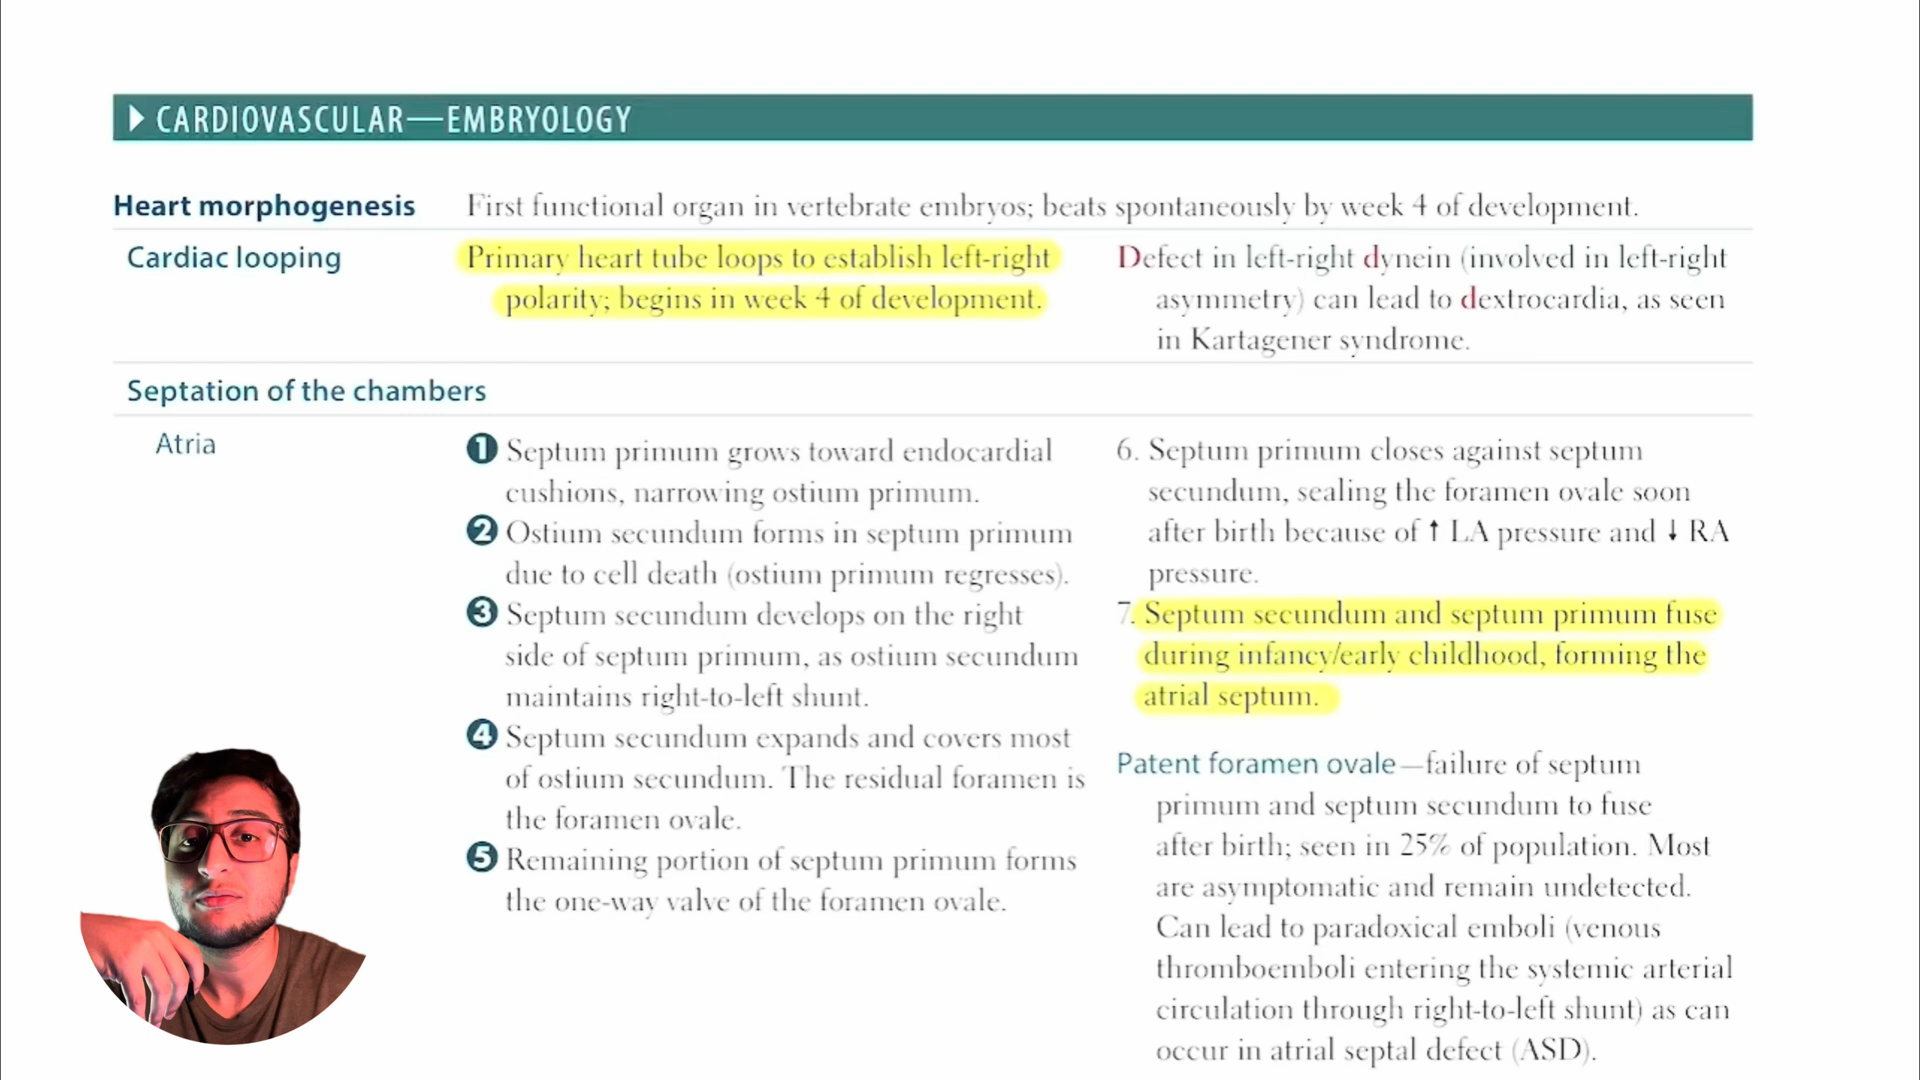 CARDIOVASCULAR—EMBRYOLOGY
Heart morphogenesis
First functional organ in vertebrate embryos; beats spontaneously by week 4 of development.
Cardiac looping
Primary heart tube loops to establish left-right
polarity; begins in week 4 of development.
Defect in left-right dynein (involved in left-right
asymmetry) can lead to dextrocardia, as seen
in Kartagener syndrome.
Septation of the chambers
Atria
1 Septum primum grows toward endocardial
cushions, narrowing ostium primum.
2 Ostium secundum forms in septum primum
due to cell death (ostium primum regresses).
3 Septum secundum develops on the right
side of septum primum, as ostium secundum
maintains right-to-left shunt.
4 Septum secundum expands and covers most
of ostium secundum. The residual foramen is
the foramen ovale.
5 Remaining portion of septum primum forms
the one-way valve of the foramen ovale.
6. Septum primum closes against septum
secundum, sealing the foramen ovale soon
after birth because of ↑ LA pressure and ↓ RA
pressure.
7. Septum secundum and septum primum fuse
during infancy/early childhood, forming the
atrial septum.
Patent foramen ovale—failure of septum
primum and septum secundum to fuse
after birth; seen in 25% of population. Most
are asymptomatic and remain undetected.
Can lead to paradoxical emboli (venous
thromboemboli entering the systemic arterial
circulation through right-to-left shunt) as can
occur in atrial septal defect (ASD).